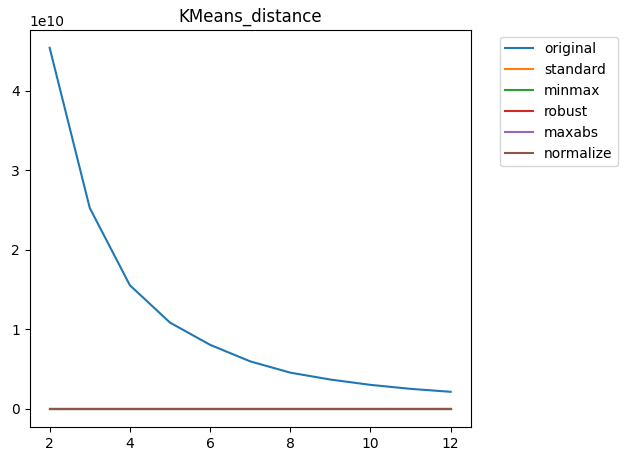 KMeans_distance
1e10
4
3
2
1
0
2 4 6 8 10 12
original
standard
minmax
robust
maxabs
normalize